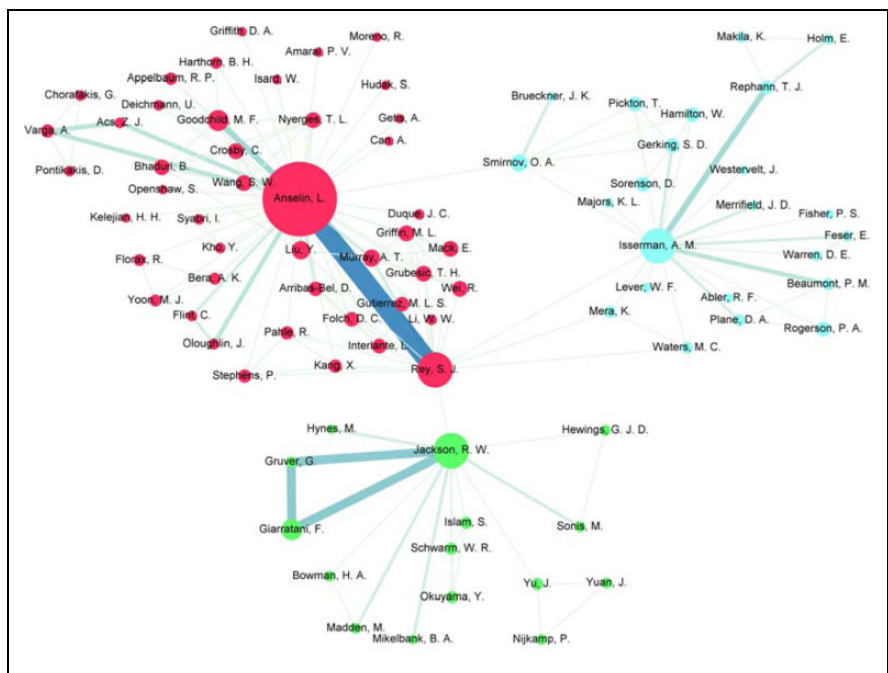 Griffith, D. A.
Moreno, R.
Harthorn, B. H.
Amaral, P. V.
Appelbaum, R. P.
Isard, W.
Hudak, S.
Choratakis, G.
Deichmann, U.
Goodchild, M. F.
Nyerges, T. L.
Getis, A.
Varga, A.
Acs, Z. J.
Can, A.
Crosby, C.
Pontikakis, D.
Bhaduri, B.
Wang, S. W.
Openshaw, S.
Anselin, L.
Kelejian, H. H.
Syabri, I.
Duque, J. C.
Griffin, M. L.
Kho, Y.
Liu, Y.
Murray, A. T.
Mack, E.
Florax, R.
Bera, A. K.
Grubesic, T. H.
Arribas-Bel, D.
Wei, R.
Yoon, M. J.
Gutierrez, M. L. S.
Flint, C.
Folch, D. C.
Li, W. W.
Oloughlin, J.
Pahle, R.
Interlante, L.
Stephens, P.
Kang, X.
Rey, S. J.
Makila, K.
Holm, E.
Rephann, T. J.
Brueckner, J. K.
Pickton, T.
Hamilton, W.
Gerking, S. D.
Smirnov, O. A.
Westervelt, J.
Sorenson, D.
Majors, K. L.
Merrifield, J. D.
Fisher, P. S.
Isserman, A. M.
Feser, E.
Warren, D. E.
Lever, W. F.
Beaumont, P. M.
Abler, R. F.
Mera, K.
Plane, D. A.
Rogerson, P. A.
Waters, M. C.
Hynes, M.
Hewings, G. J. D.
Jackson, R. W.
Gruver, G.
Giarratani, F.
Islam, S.
Sonis, M.
Schwarm, W. R.
Bowman, H. A.
Yu, J.
Yuan, J.
Okuyama, Y.
Madden, M.
Mikelbank, B. A.
Nijkamp, P.